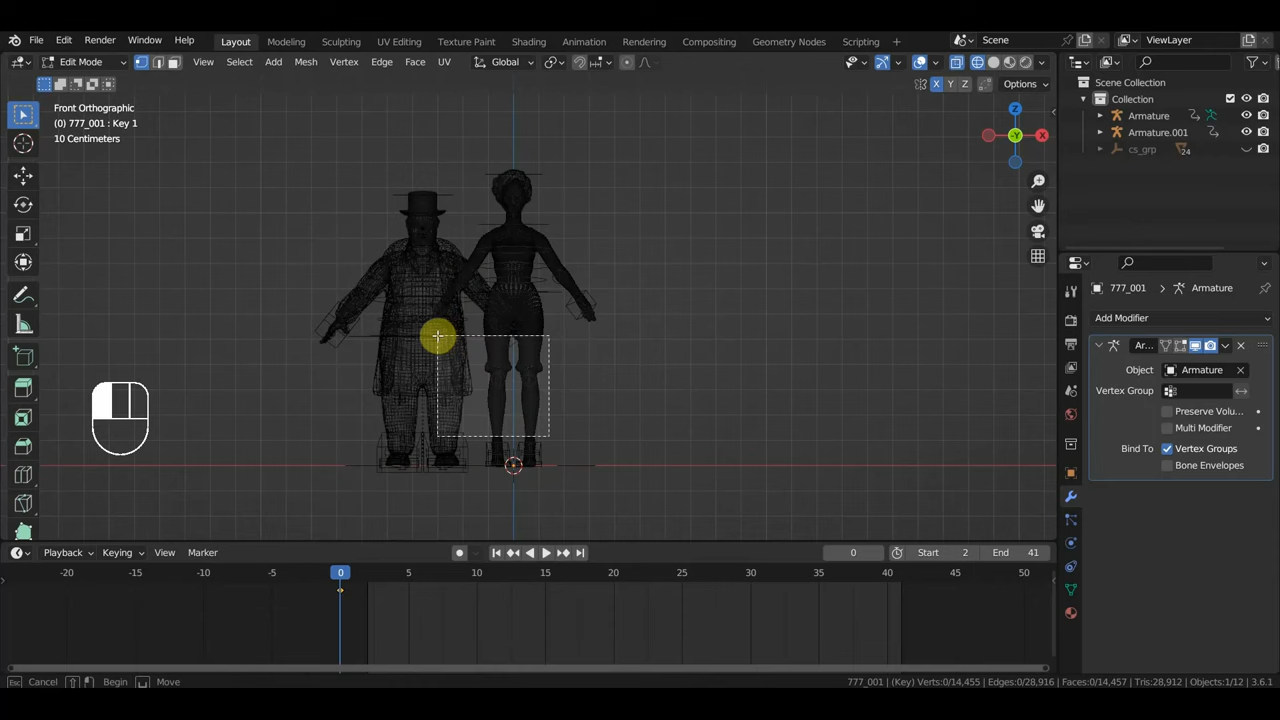 File Edit Render Window Help Layout Modeling Sculpting UV Editing Texture Paint Shading Animation Rendering Compositing Geometry Nodes Scripting + Scene ViewLayer
Edit Mode View Select Add Mesh Vertex Edge Face UV Global
X Y Z Options
Scene Collection
Collection
Armature
Armature.001
cs_grp 24
Front Orthographic
(0) 777_001 : Key 1
10 Centimeters
Z
-Y
X
777_001 > Armature
Add Modifier
Ar...
Object Armature
Vertex Group
Preserve Volu...
Multi Modifier
Bind To Vertex Groups
Bone Envelopes
Playback Keying View Marker 0 Start 2 End 41
-20 -15 -10 -5 0 5 10 15 20 25 30 35 40 45 50
Esc Cancel Begin Move 777_001 | (Key) Verts:0/14,455 | Edges:0/28,916 | Faces:0/14,457 | Tris:28,912 | Objects:1/12 | 3.6.1